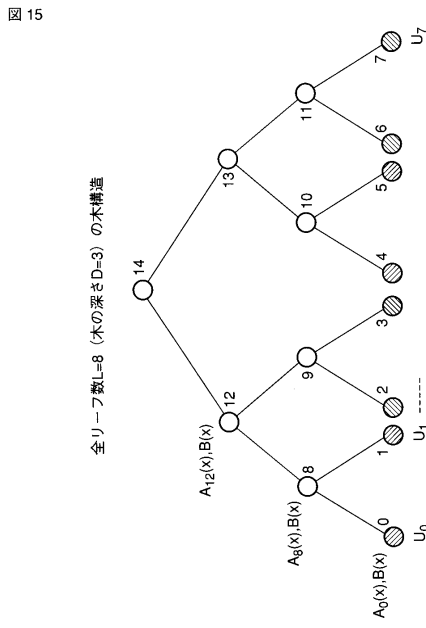 図 15
全リーフ数L=8（木の深さD=3）の木構造
14
A12(x),B(x)
12
13
A8(x),B(x)
8
9
10
11
A0(x),B(x)
0
1
2
3
4
5
6
7
U0
U1
-----
U7